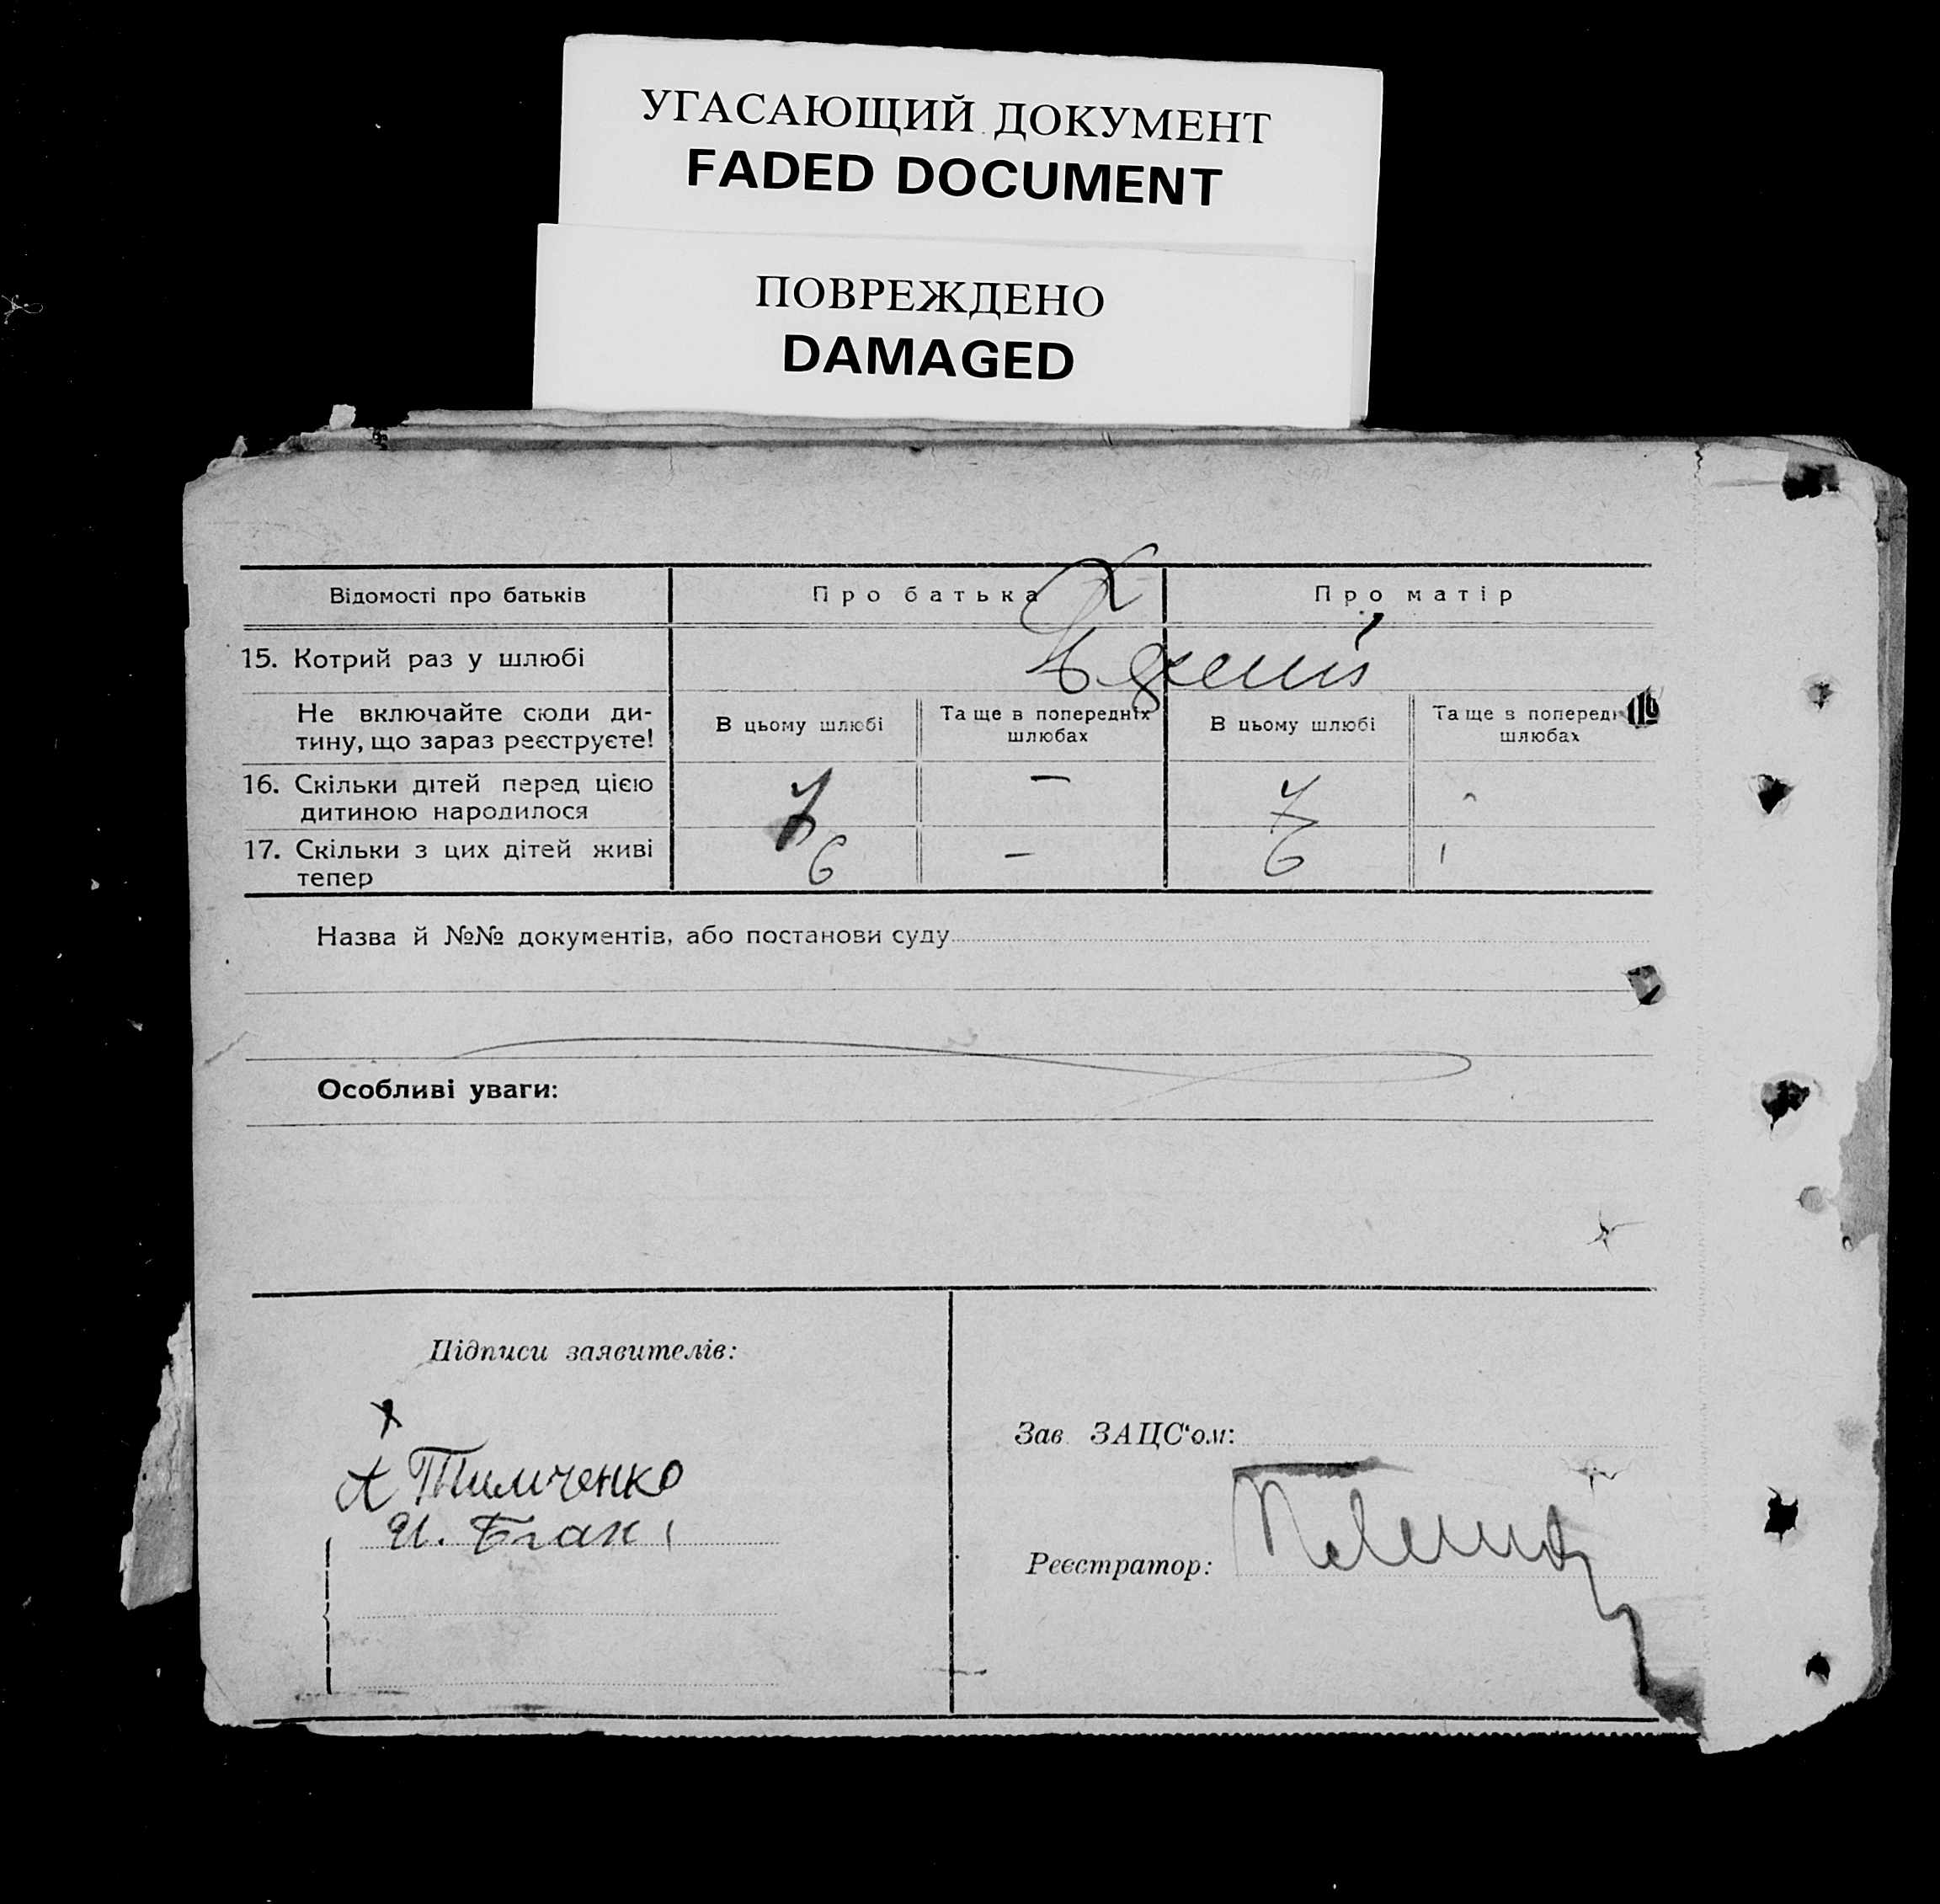 УГАСАЮЩИЙ ДОКУМЕНТ
FADED DOCUMENT
ПОВРЕЖДЕНО
DAMAGED
Відомості про батьків
Про батька
Про матір
15. Котрий раз у шлюбі
Не включайте сюди ди-
тину, що зараз реєструєте!
В цьому шлюбі
Та ще в попередніх
шлюбах
В цьому шлюбі
Та ще в поперед
шлюбах
16. Скільки дітей перед цією
дитиною народилося
7 — 7
17. Скільки з цих дітей живі
тепер
6 — 6
Назва й №№ документів, або постанови суду
Особливі уваги:
Підписи заявителів:
Тимченко
Зав. ЗАЦС‘ом:
Реєстратор: